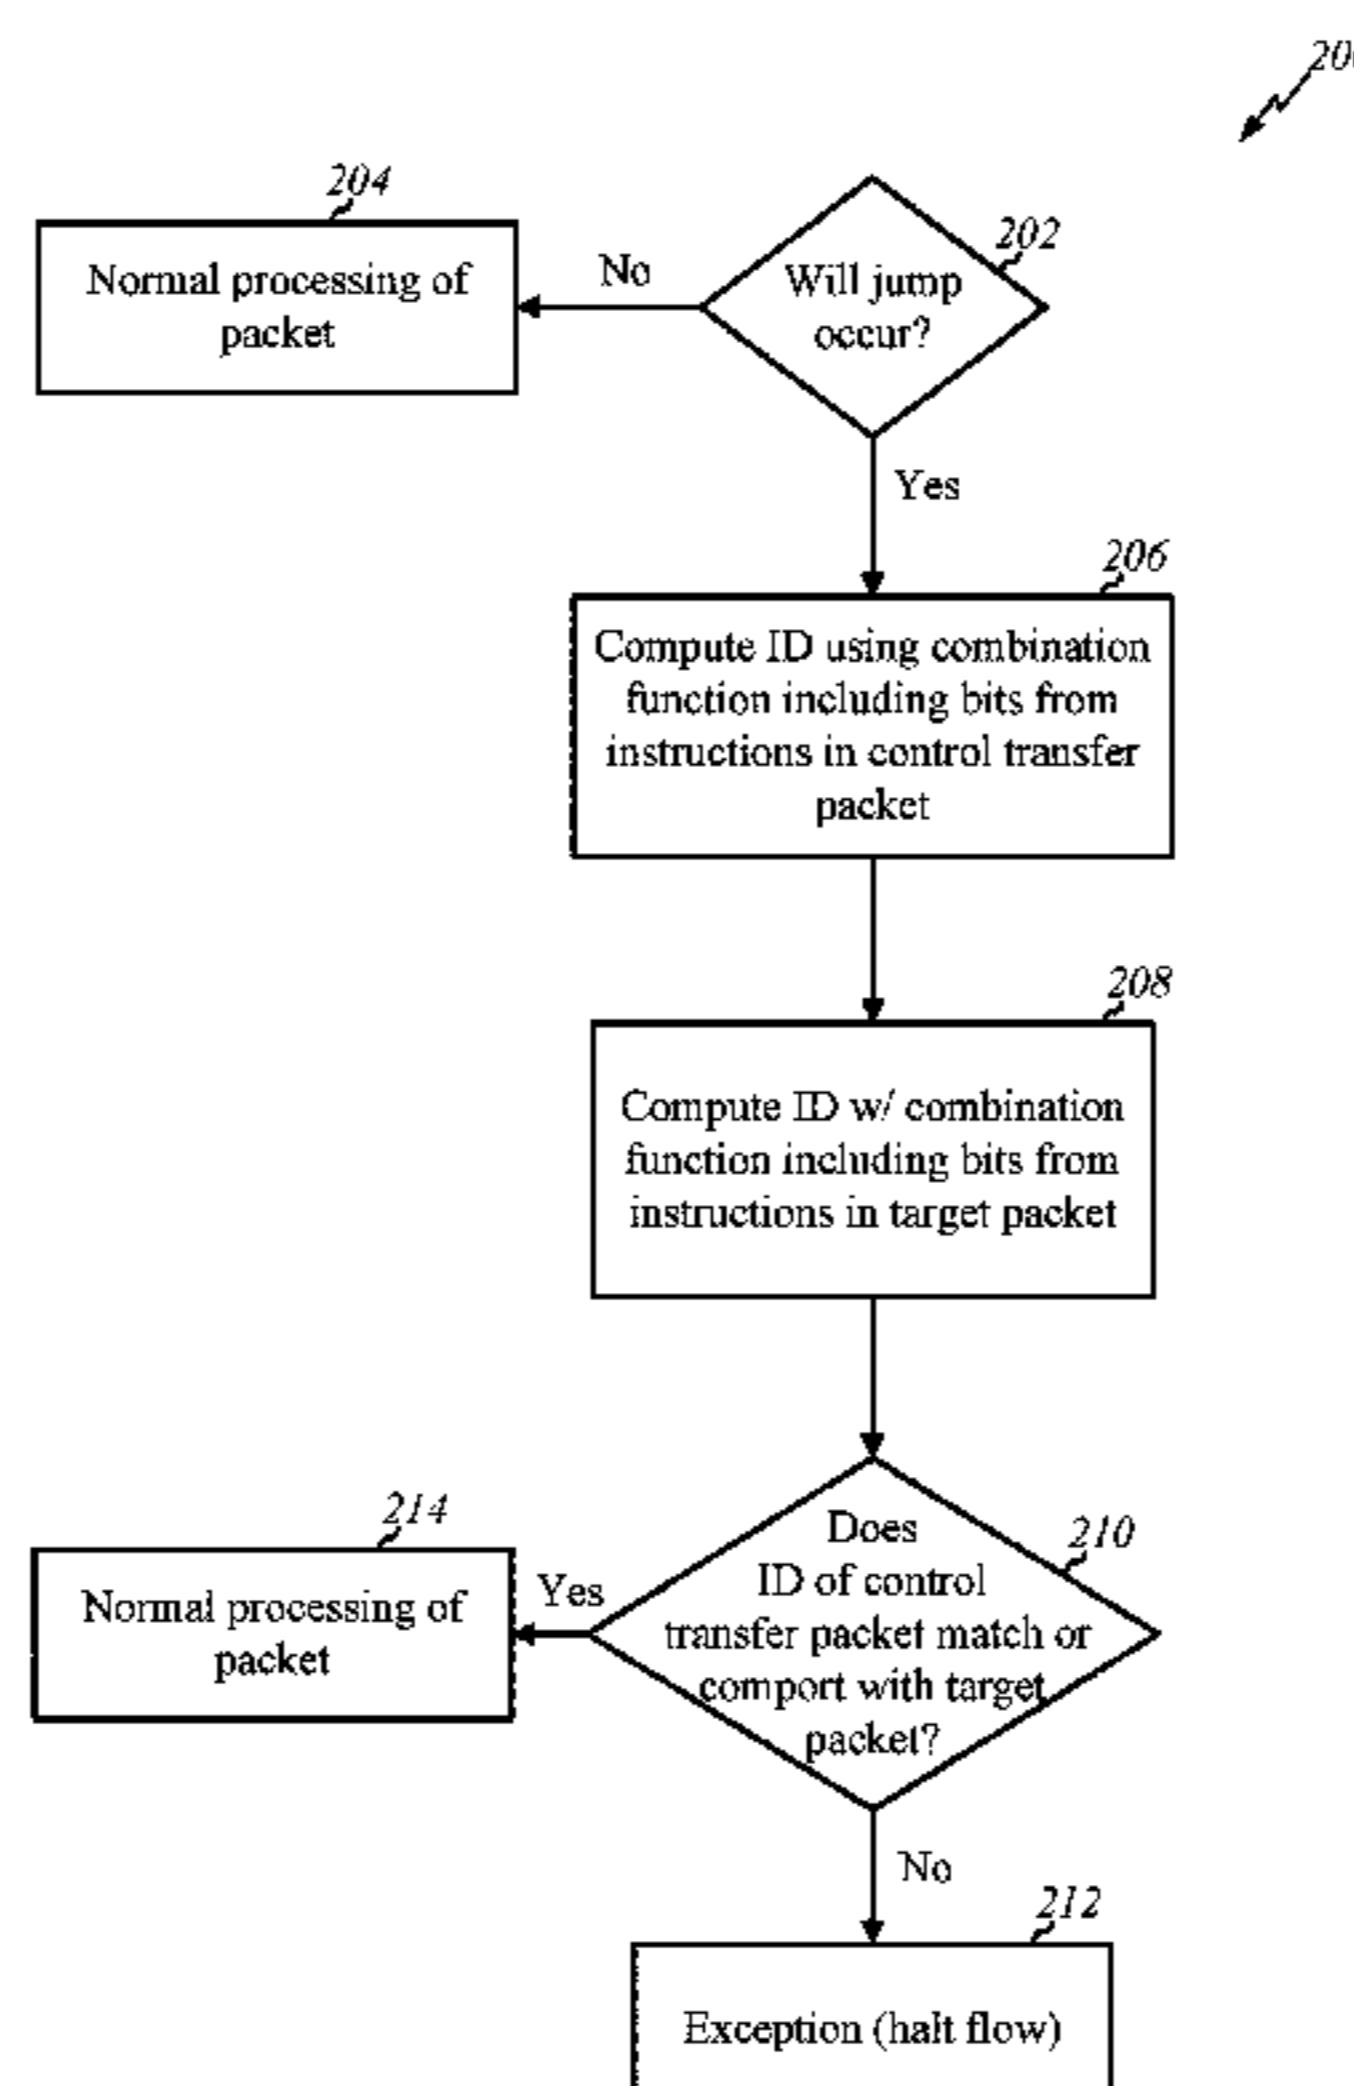 204
Normal processing of
packet
No
202
Will jump
occur?
Yes
206
Compute ID using combination
function including bits from
instructions in control transfer
packet
208
Compute ID w/ combination
function including bits from
instructions in target packet
214
Normal processing of
packet
Yes
210
Does
ID of control
transfer packet match or
comport with target
packet?
No
212
Exception (halt flow)